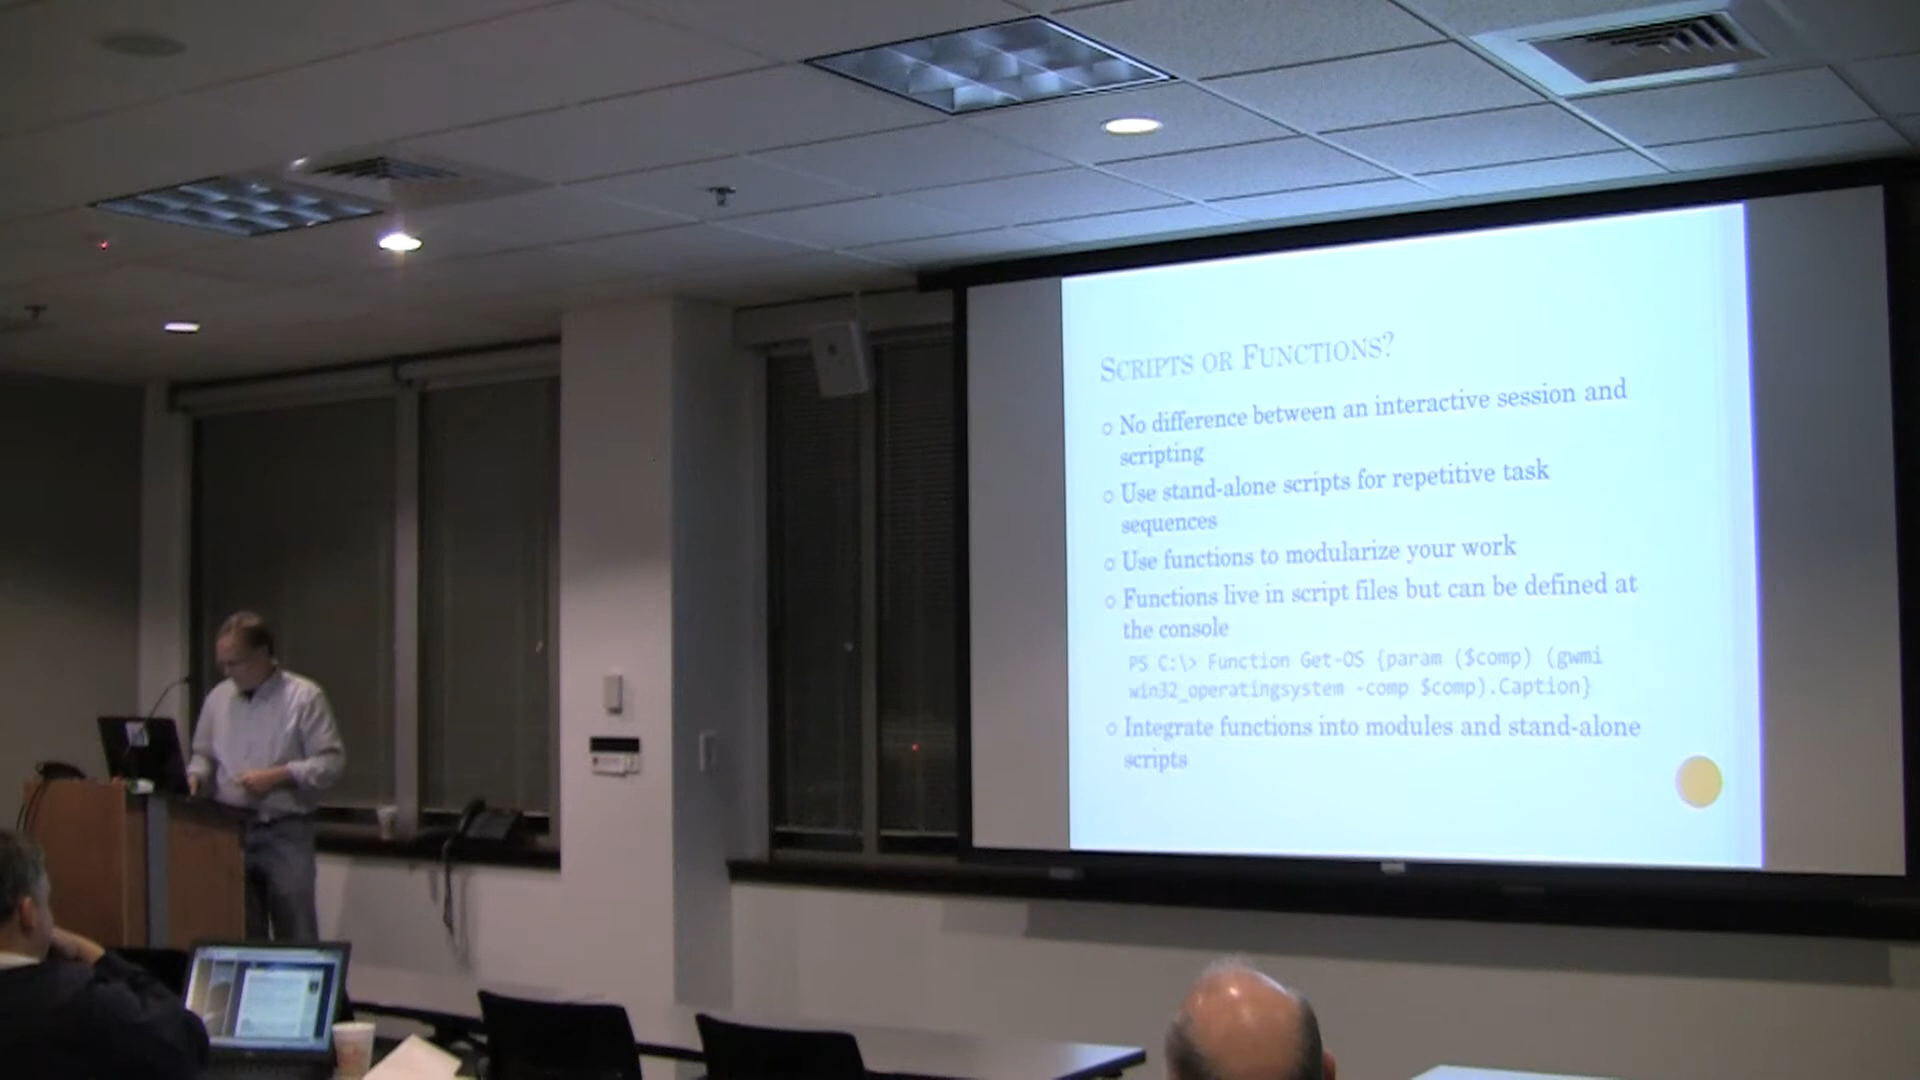 SCRIPTS OR FUNCTIONS?
No difference between an interactive session and
scripting
Use stand-alone scripts for repetitive task
sequences
Use functions to modularize your work
Functions live in script files but can be defined at
the console
PS C:\> Function Get-OS {param ($comp) (gwmi
win32_operatingsystem -comp $comp).Caption}
Integrate functions into modules and stand-alone
scripts